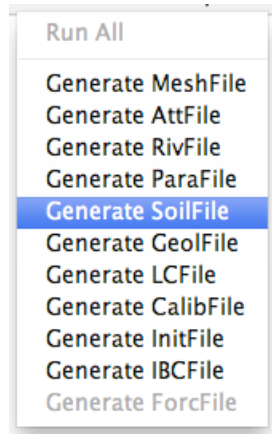 Run All
Generate MeshFile
Generate AttFile
Generate RivFile
Generate ParaFile
Generate SoilFile
Generate GeolFile
Generate LCFile
Generate CalibFile
Generate InitFile
Generate IBCFile
Generate ForcFile